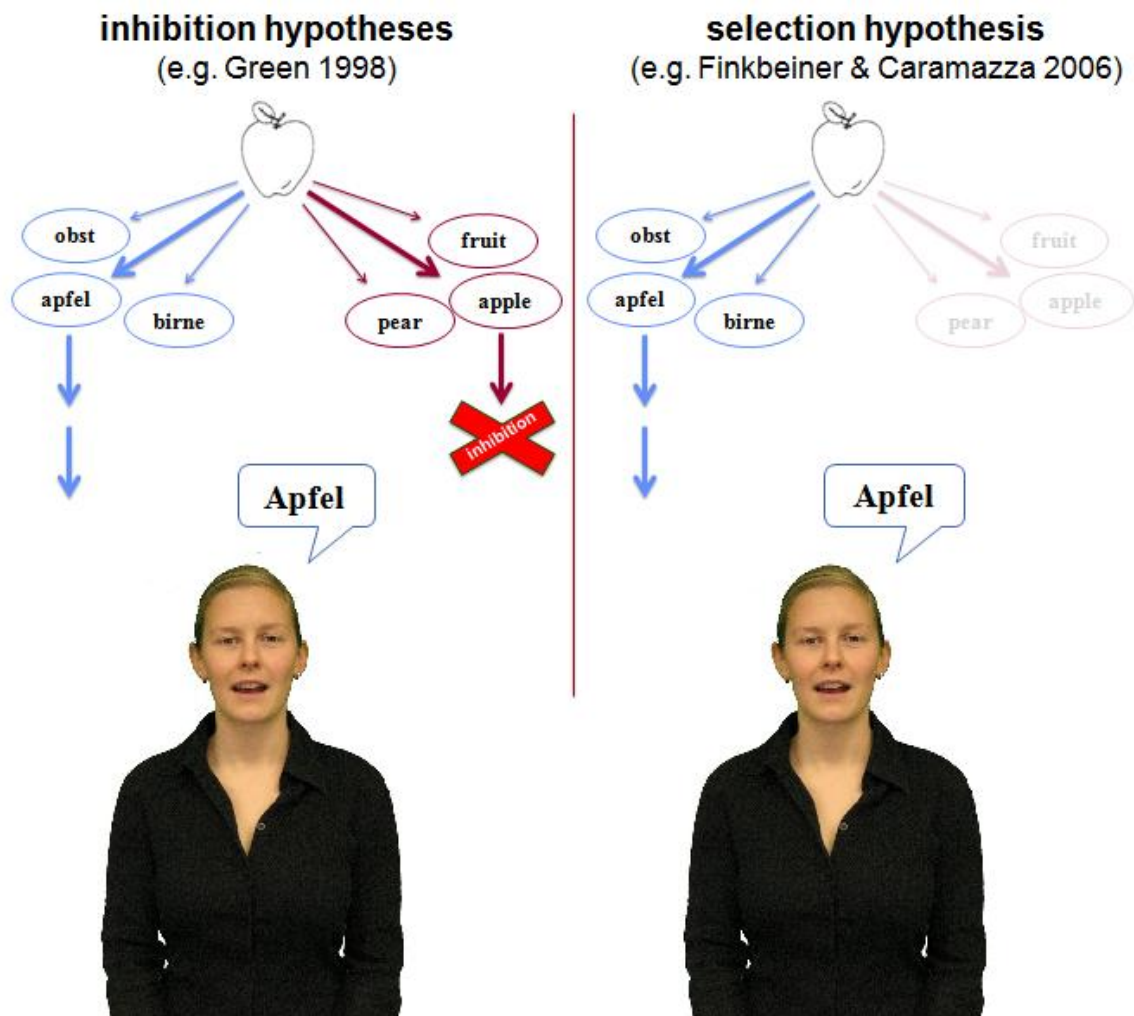 inhibition hypotheses
(e.g. Green 1998)
obst
apfel
birne
fruit
apple
pear
inhibition
Apfel
selection hypothesis
(e.g. Finkbeiner & Caramazza 2006)
obst
apfel
birne
fruit
apple
pear
Apfel